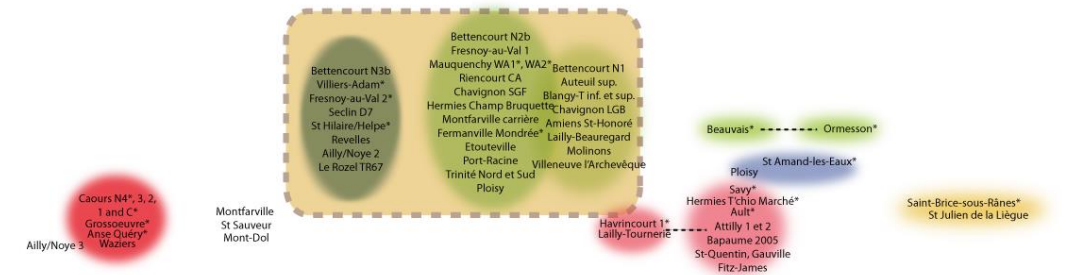 Bettencourt N3b
Villiers-Adam*
Fresnoy-au-Val 2*
Seclin D7
St Hilaire/Helpe*
Revelles
Ailly/Noye 2
Le Rozel TR67
Bettencourt N2b
Fresnoy-au-Val 1
Mauquenchy WA1*, WA2*
Riencourt CA
Chavignon SGF
Hermies Champ Bruquette
Montfarville carrière
Fermanville Mondrée*
Etouteville
Port-Racine
Trinité Nord et Sud
Ploisy
Bettencourt N1
Auteuil sup.
Blangy-T inf. et sup.
Chavignon LGB
Amiens St-Honoré
Lailly-Beauregard
Molinons
Villeneuve l'Archevêque
Beauvais*
Ormesson*
St Amand-les-Eaux*
Ploisy
Savy*
Hermies T'chio Marché*
Ault*
Attilly 1 et 2
Bapaume 2005
St-Quentin, Gauville
Fitz-James
Havrincourt 1*
Lailly-Tournerie
Saint-Brice-sous-Rânes*
St Julien de la Liègue
Caours N4*, 3, 2,
1 and C*
Grossoeuvre*
Anse Quéry*
Waziers
Ailly/Noye 3
Montfarville
St Sauveur
Mont-Dol